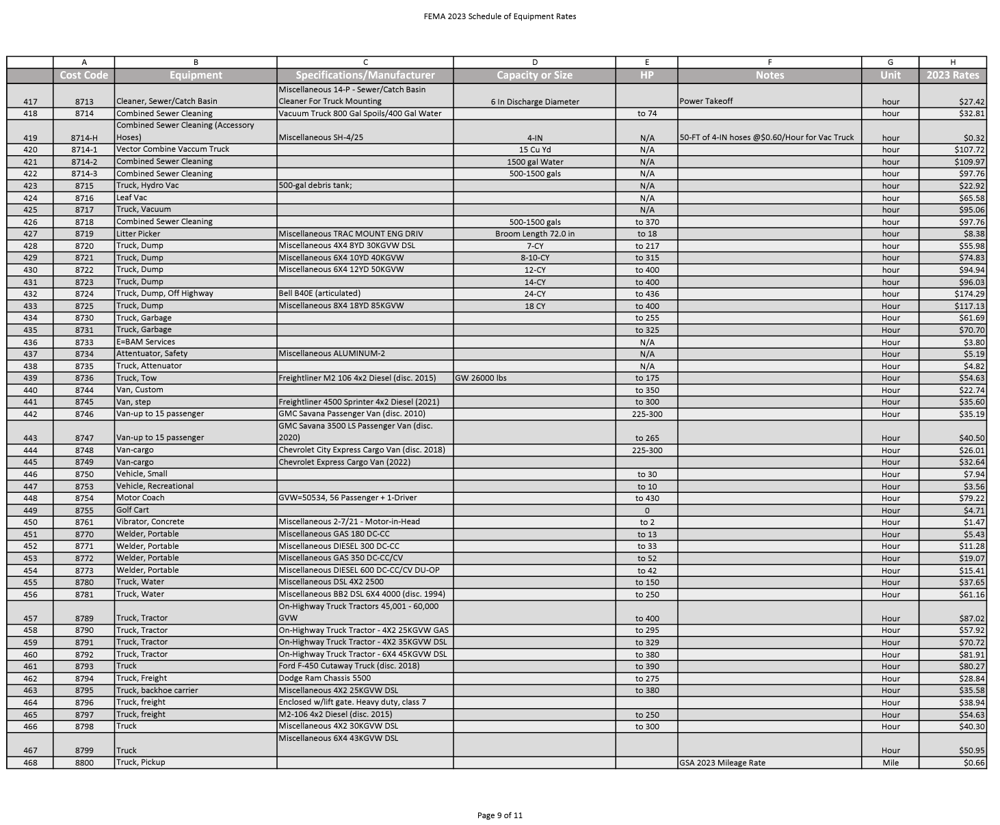 FEMA 2023 Schedule of Equipment Rates
A B C D E F G H
Cost Code Equipment Specifications/Manufacturer Capacity or Size HP Notes Unit 2023 Rates
Miscellaneous 14-P - Sewer/Catch Basin
417 8713 Cleaner, Sewer/Catch Basin Cleaner For Truck Mounting 6 In Discharge Diameter Power Takeoff hour $27.42
418 8714 Combined Sewer Cleaning Vacuum Truck 800 Gal Spoils/400 Gal Water to 74 hour $32.81
Combined Sewer Cleaning (Accessory
419 8714-H Hoses) Miscellaneous SH-4/25 4-IN N/A 50-FT of 4-IN hoses @$0.60/Hour for Vac Truck hour $0.32
420 8714-1 Vector Combine Vaccum Truck 15 Cu Yd N/A hour $107.72
421 8714-2 Combined Sewer Cleaning 1500 gal Water N/A hour $109.97
422 8714-3 Combined Sewer Cleaning 500-1500 gals N/A hour $97.76
423 8715 Truck, Hydro Vac 500-gal debris tank; N/A hour $22.92
424 8716 Leaf Vac N/A hour $65.58
425 8717 Truck, Vacuum N/A hour $95.06
426 8718 Combined Sewer Cleaning 500-1500 gals to 370 hour $97.76
427 8719 Litter Picker Miscellaneous TRAC MOUNT ENG DRIV Broom Length 72.0 in to 18 hour $8.38
428 8720 Truck, Dump Miscellaneous 4X4 8YD 30KGVW DSL 7-CY to 217 hour $55.98
429 8721 Truck, Dump Miscellaneous 6X4 10YD 40KGVW 8-10-CY to 315 hour $74.83
430 8722 Truck, Dump Miscellaneous 6X4 12YD 50KGVW 12-CY to 400 hour $94.94
431 8723 Truck, Dump 14-CY to 400 hour $96.03
432 8724 Truck, Dump, Off Highway Bell B40E (articulated) 24-CY to 436 hour $174.29
433 8725 Truck, Dump Miscellaneous 8X4 18YD 85KGVW 18 CY to 400 Hour $117.13
434 8730 Truck, Garbage to 255 Hour $61.69
435 8731 Truck, Garbage to 325 Hour $70.70
436 8733 E=BAM Services N/A Hour $3.80
437 8734 Attentuator, Safety Miscellaneous ALUMINUM-2 N/A Hour $5.19
438 8735 Truck, Attenuator N/A Hour $4.82
439 8736 Truck, Tow Freightliner M2 106 4x2 Diesel (disc. 2015) GW 26000 lbs to 175 Hour $54.63
440 8744 Van, Custom to 350 Hour $22.74
441 8745 Van, step Freightliner 4500 Sprinter 4x2 Diesel (2021) to 300 Hour $35.60
442 8746 Van-up to 15 passenger GMC Savana Passenger Van (disc. 2010) 225-300 Hour $35.19
GMC Savana 3500 LS Passenger Van (disc.
443 8747 Van-up to 15 passenger 2020) to 265 Hour $40.50
444 8748 Van-cargo Chevrolet City Express Cargo Van (disc. 2018) 225-300 Hour $26.01
445 8749 Van-cargo Chevrolet Express Cargo Van (2022) Hour $32.64
446 8750 Vehicle, Small to 30 Hour $7.94
447 8753 Vehicle, Recreational to 10 Hour $3.56
448 8754 Motor Coach GVW=50534, 56 Passenger + 1-Driver to 430 Hour $79.22
449 8755 Golf Cart 0 Hour $4.71
450 8761 Vibrator, Concrete Miscellaneous 2-7/21 - Motor-in-Head to 2 Hour $1.47
451 8770 Welder, Portable Miscellaneous GAS 180 DC-CC to 13 Hour $5.43
452 8771 Welder, Portable Miscellaneous DIESEL 300 DC-CC to 33 Hour $11.28
453 8772 Welder, Portable Miscellaneous GAS 350 DC-CC/CV to 52 Hour $19.07
454 8773 Welder, Portable Miscellaneous DIESEL 600 DC-CC/CV DU-OP to 42 Hour $15.41
455 8780 Truck, Water Miscellaneous DSL 4X2 2500 to 150 Hour $37.65
456 8781 Truck, Water Miscellaneous BB2 DSL 6X4 4000 (disc. 1994) to 250 Hour $61.16
On-Highway Truck Tractors 45,001 - 60,000
457 8789 Truck, Tractor GVW to 400 Hour $87.02
458 8790 Truck, Tractor On-Highway Truck Tractor - 4X2 25KGVW GAS to 295 Hour $57.92
459 8791 Truck, Tractor On-Highway Truck Tractor - 4X2 35KGVW DSL to 329 Hour $70.72
460 8792 Truck, Tractor On-Highway Truck Tractor - 6X4 45KGVW DSL to 380 Hour $81.91
461 8793 Truck Ford F-450 Cutaway Truck (disc. 2018) to 390 Hour $80.27
462 8794 Truck, Freight Dodge Ram Chassis 5500 to 275 Hour $28.84
463 8795 Truck, backhoe carrier Miscellaneous 4X2 25KGVW DSL to 380 Hour $35.58
464 8796 Truck, freight Enclosed w/lift gate. Heavy duty, class 7 Hour $38.94
465 8797 Truck, freight M2-106 4x2 Diesel (disc. 2015) to 250 Hour $54.63
466 8798 Truck Miscellaneous 4X2 30KGVW DSL to 300 Hour $40.30
Miscellaneous 6X4 43KGVW DSL
467 8799 Truck Hour $50.95
468 8800 Truck, Pickup GSA 2023 Mileage Rate Mile $0.66
Page 9 of 11